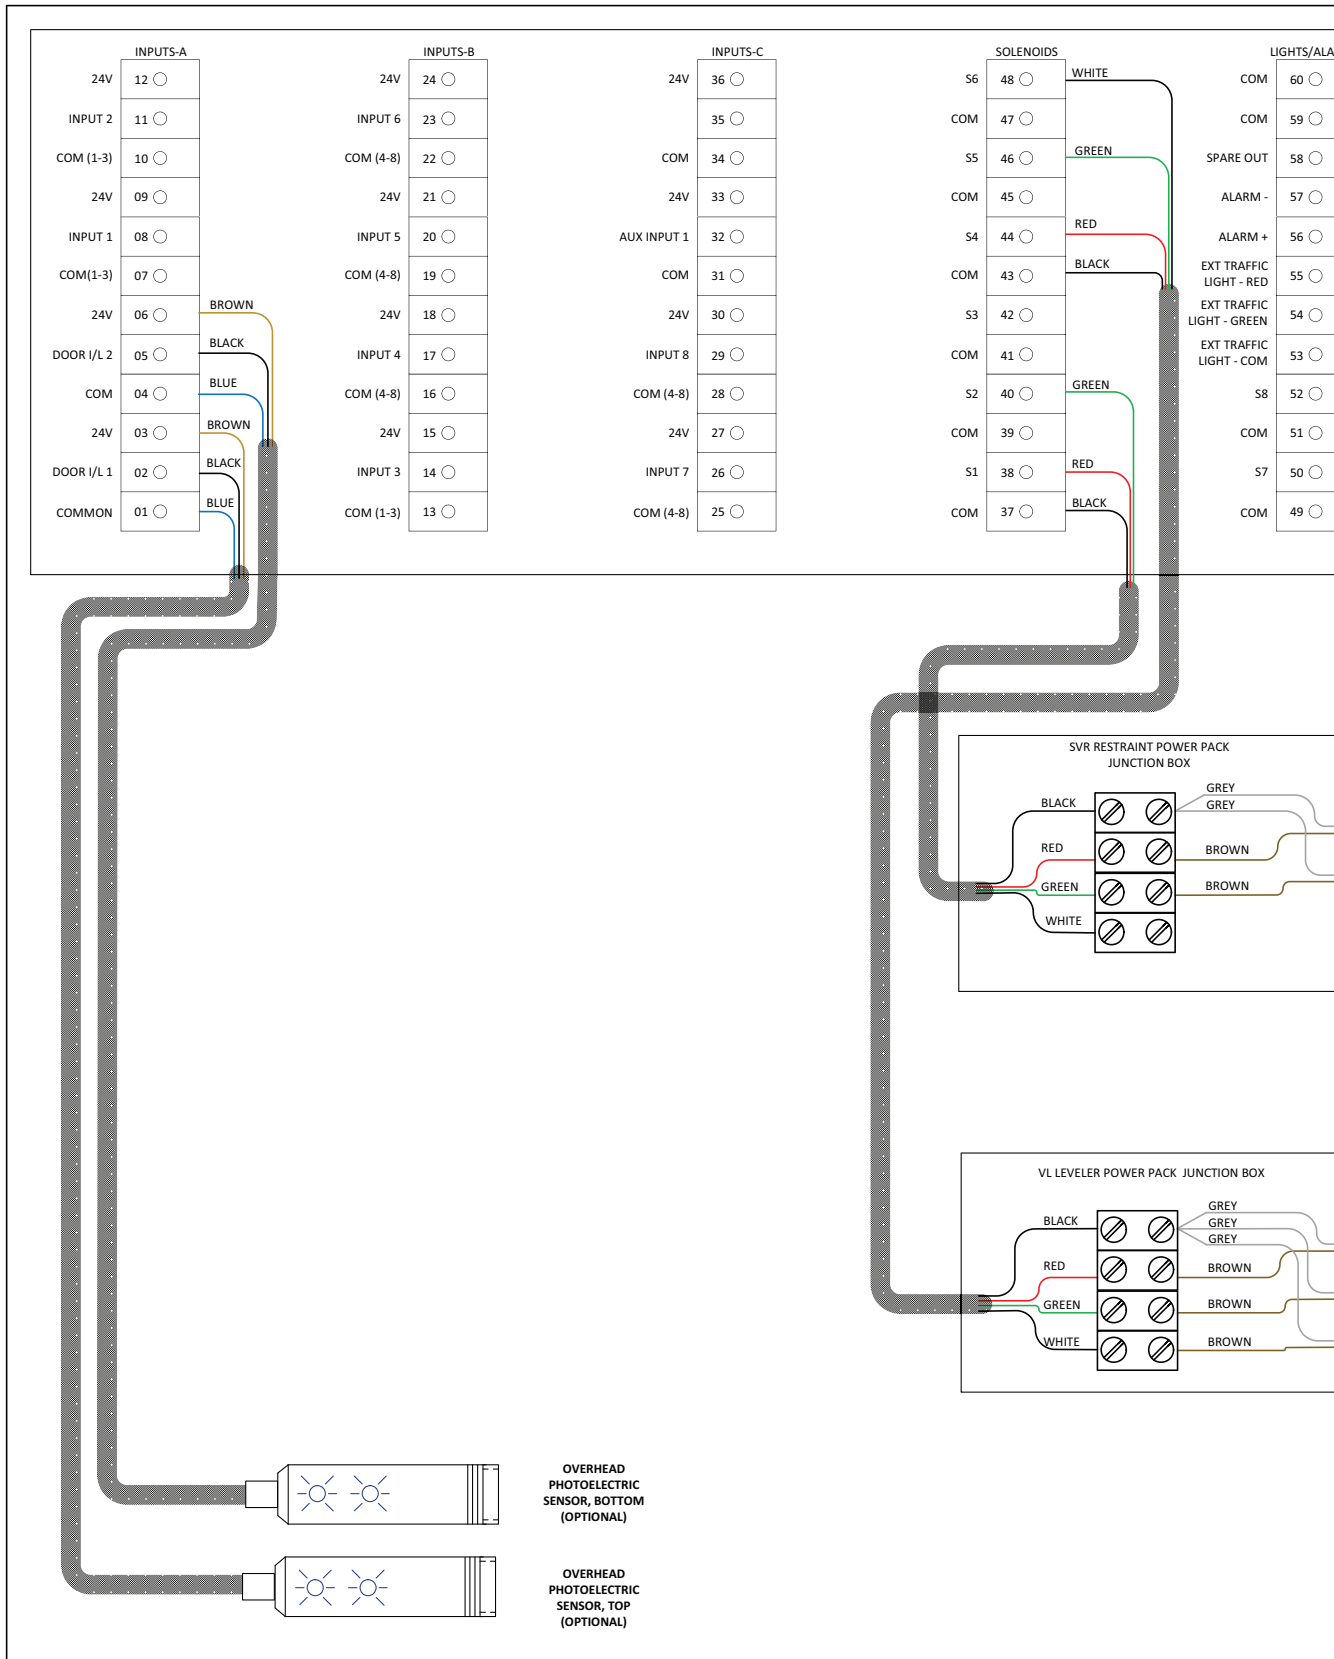 INPUTS-A
24V 12
INPUT 2 11
COM (1-3) 10
24V 09
INPUT 1 08
COM(1-3) 07
24V 06 BROWN
DOOR I/L 2 05 BLACK
COM 04 BLUE
24V 03 BROWN
DOOR I/L 1 02 BLACK
COMMON 01 BLUE
INPUTS-B
24V 24
INPUT 6 23
COM (4-8) 22
24V 21
INPUT 5 20
COM (4-8) 19
24V 18
INPUT 4 17
COM (4-8) 16
24V 15
INPUT 3 14
COM (1-3) 13
INPUTS-C
24V 36
35
COM 34
24V 33
AUX INPUT 1 32
COM 31
24V 30
INPUT 8 29
COM (4-8) 28
24V 27
INPUT 7 26
COM (4-8) 25
SOLENOIDS
S6 48 WHITE
COM 47
S5 46 GREEN
COM 45
S4 44 RED
COM 43 BLACK
S3 42
COM 41
S2 40 GREEN
COM 39
S1 38 RED
COM 37 BLACK
LIGHTS/ALA
COM 60
COM 59
SPARE OUT 58
ALARM - 57
ALARM + 56
EXT TRAFFIC
LIGHT - RED 55
EXT TRAFFIC
LIGHT - GREEN 54
EXT TRAFFIC
LIGHT - COM 53
S8 52
COM 51
S7 50
COM 49
SVR RESTRAINT POWER PACK
JUNCTION BOX
BLACK
RED
GREEN
WHITE
GREY
GREY
BROWN
BROWN
VL LEVELER POWER PACK JUNCTION BOX
BLACK
RED
GREEN
WHITE
GREY
GREY
GREY
BROWN
BROWN
BROWN
OVERHEAD
PHOTOELECTRIC
SENSOR, BOTTOM
(OPTIONAL)
OVERHEAD
PHOTOELECTRIC
SENSOR, TOP
(OPTIONAL)